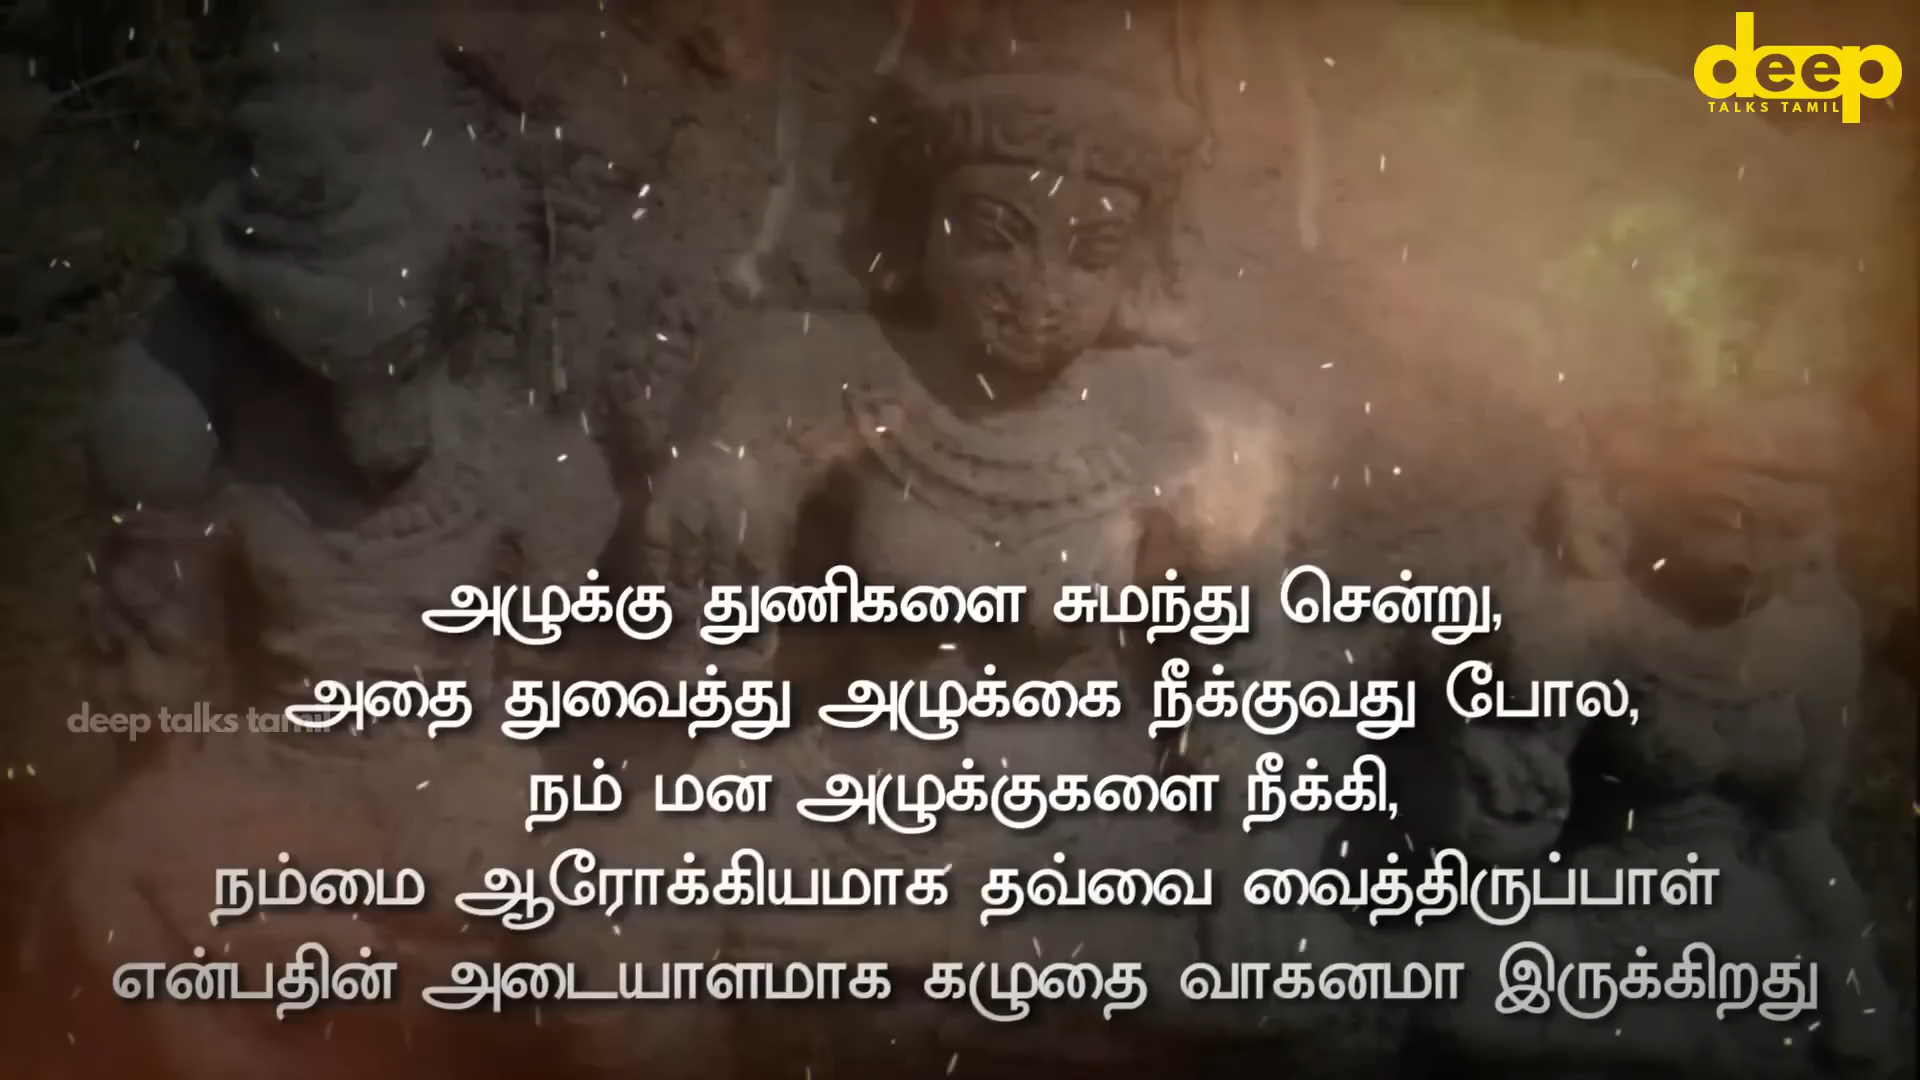 deep
TALKS TAMIL
அழுக்கு துணிகளை சுமந்து சென்று,
அதை துவைத்து அழுக்கை நீக்குவது போல,
deep talks tamil
நம் மன அழுக்குகளை நீக்கி,
நம்மை ஆரோக்கியமாக தவ்வை வைத்திருப்பாள்
என்பதின் அடையாளமாக கழுதை வாகனமா இருக்கிறது